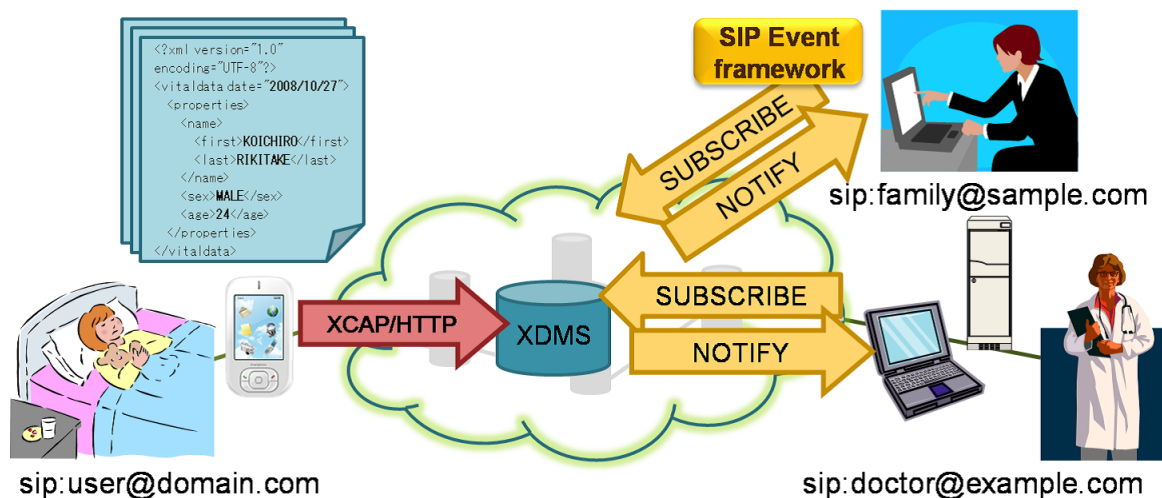 <?xml version="1.0"
encoding="UTF-8"?>
<vitaldata date="2008/10/27">
<properties>
<name>
<first>KOICHIRO</first>
<last>RIKITAKE</last>
</name>
<sex>MALE</sex>
<age>24</age>
</properties>
</vitaldata>
SIP Event
framework
SUBSCRIBE
NOTIFY
sip:family@sample.com
XCAP/HTTP
XDMS
SUBSCRIBE
NOTIFY
sip:user@domain.com
sip:doctor@example.com